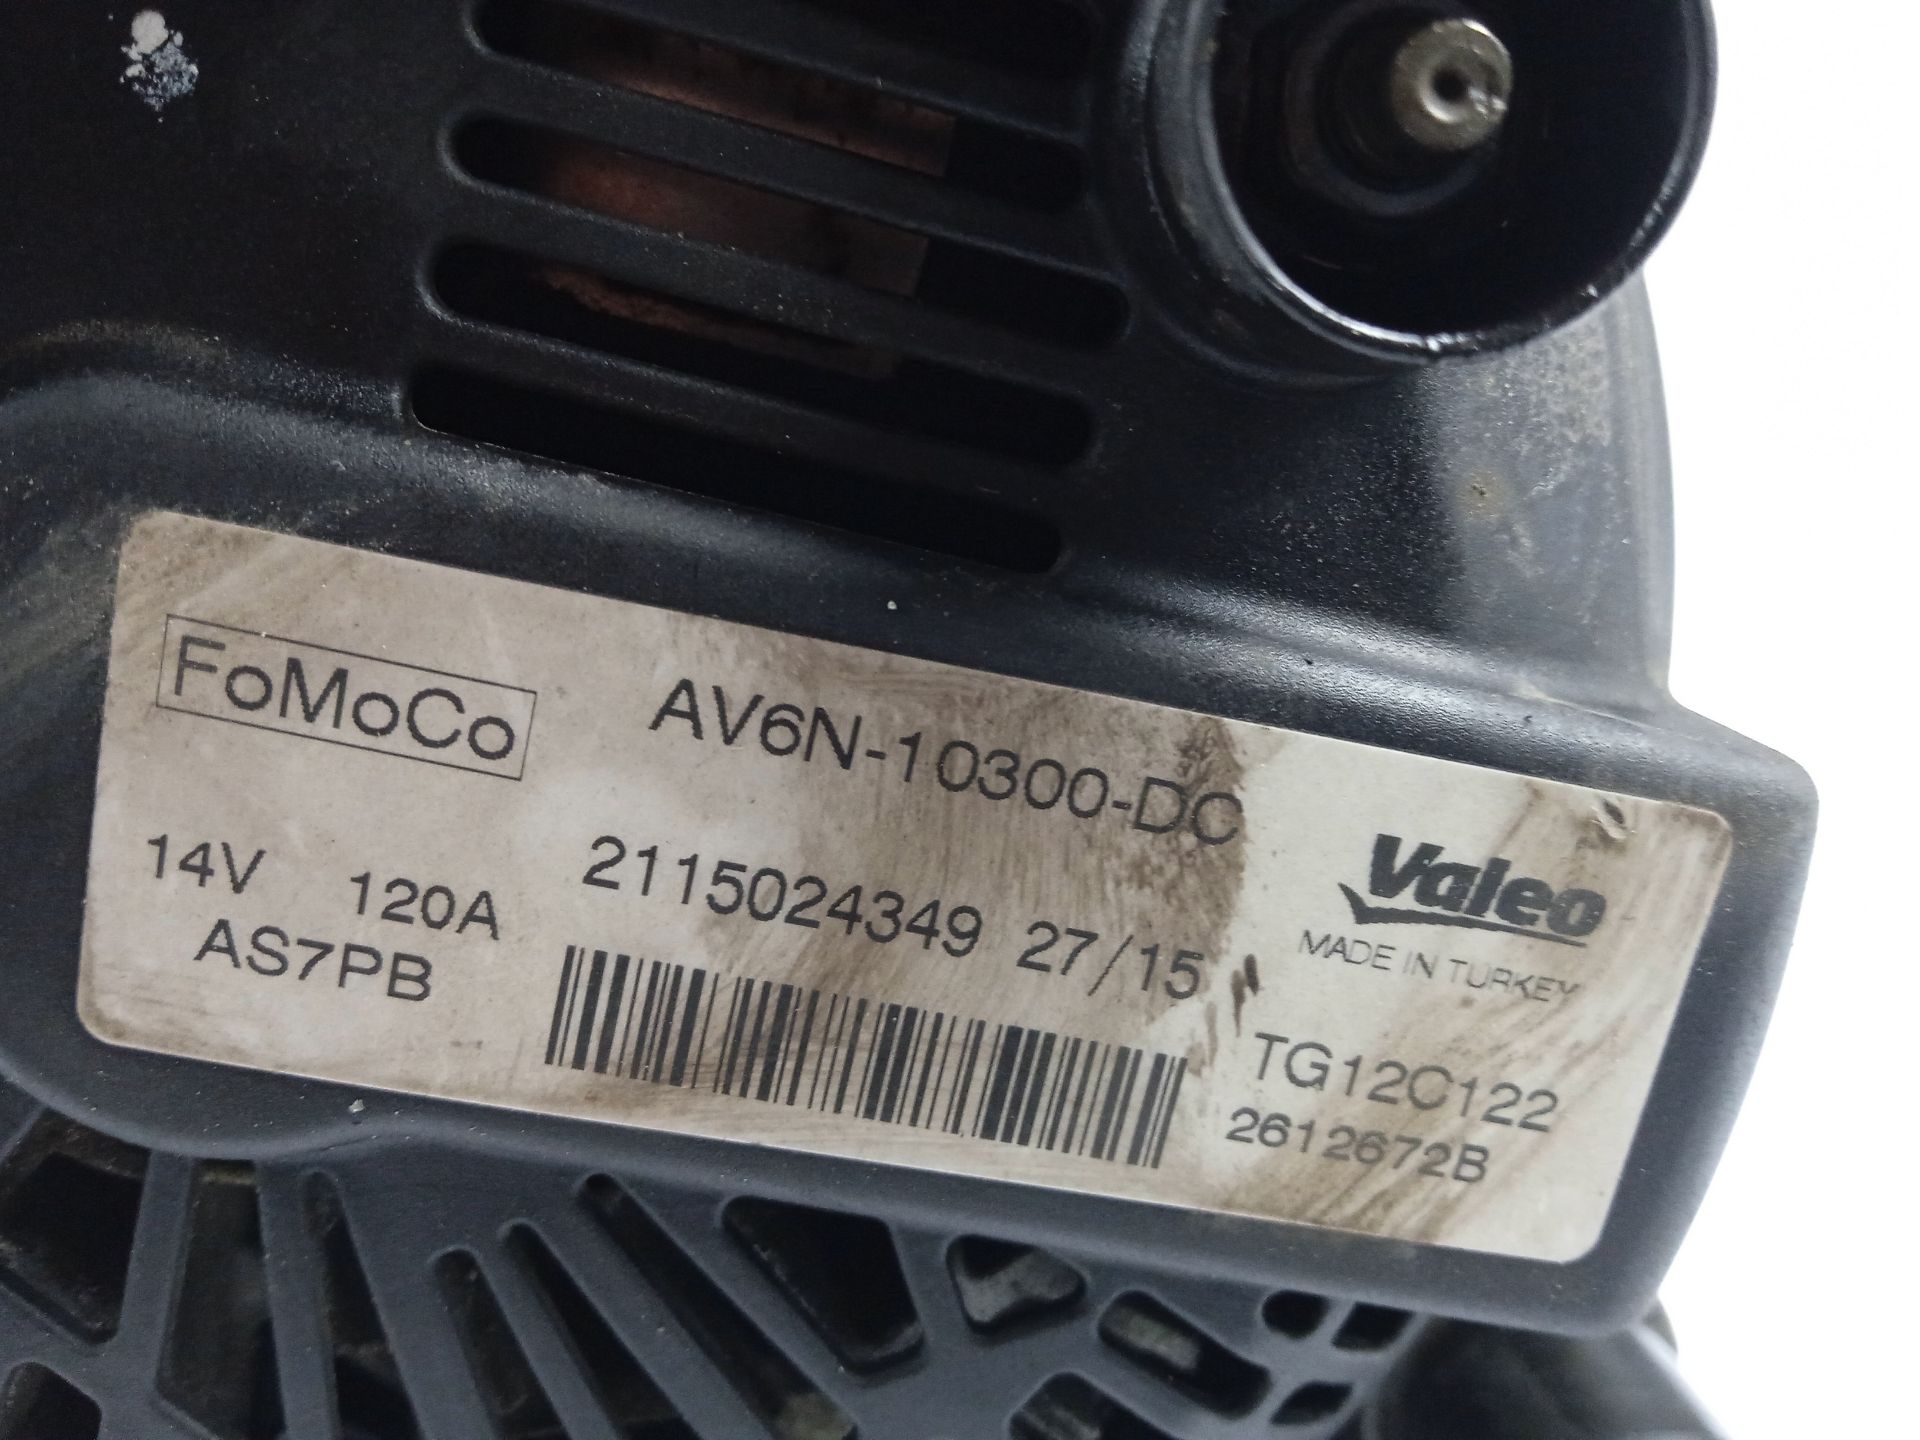 FoMoCo AV6N-10300-DC
14V 120A 2115024349 27/15
AS7PB
Valeo
MADE IN TURKEY
TG12C122
2612672B